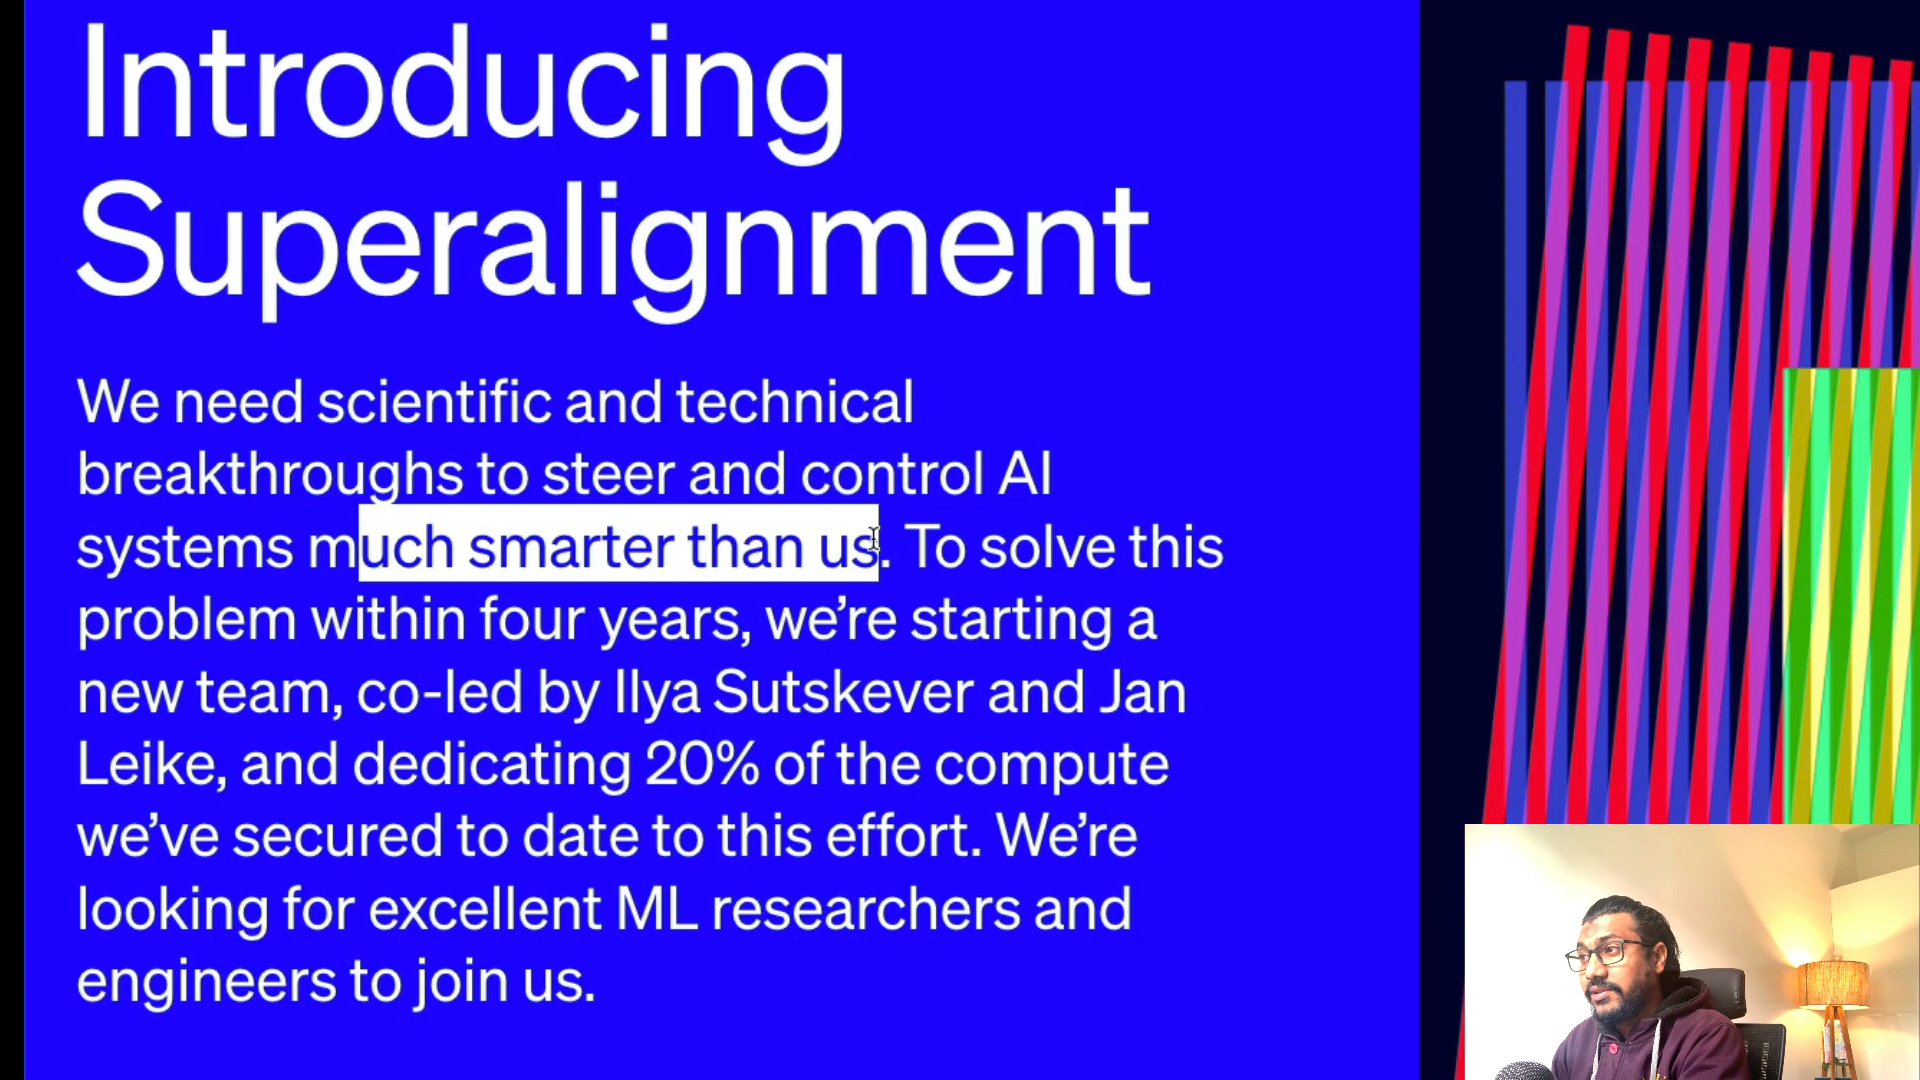 Introducing
Superalignment
We need scientific and technical
breakthroughs to steer and control AI
systems much smarter than us. To solve this
problem within four years, we’re starting a
new team, co-led by Ilya Sutskever and Jan
Leike, and dedicating 20% of the compute
we’ve secured to date to this effort. We’re
looking for excellent ML researchers and
engineers to join us.